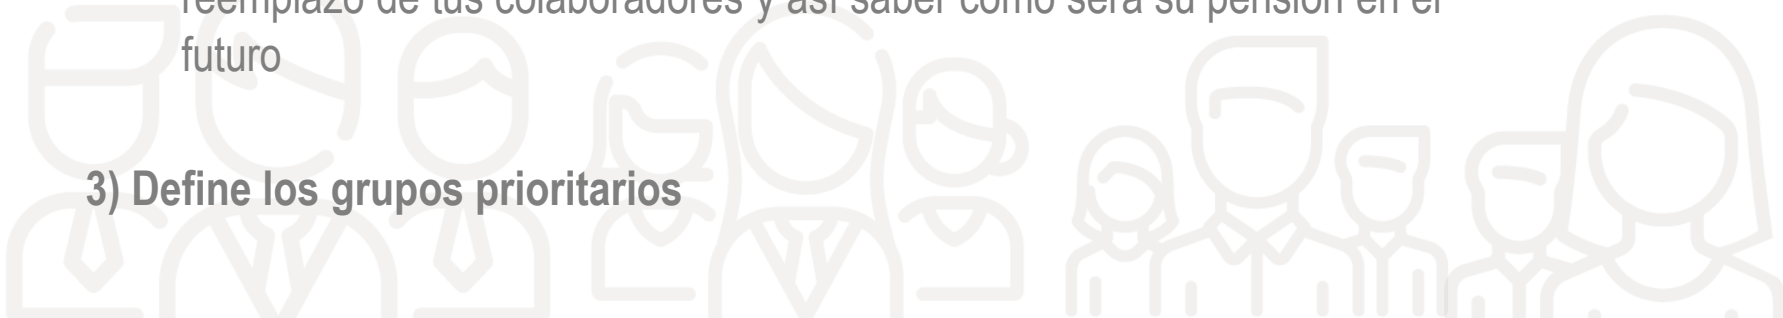 reemplazo de tus colaboradores y así saber cómo será su pensión en el
futuro
3) Define los grupos prioritarios